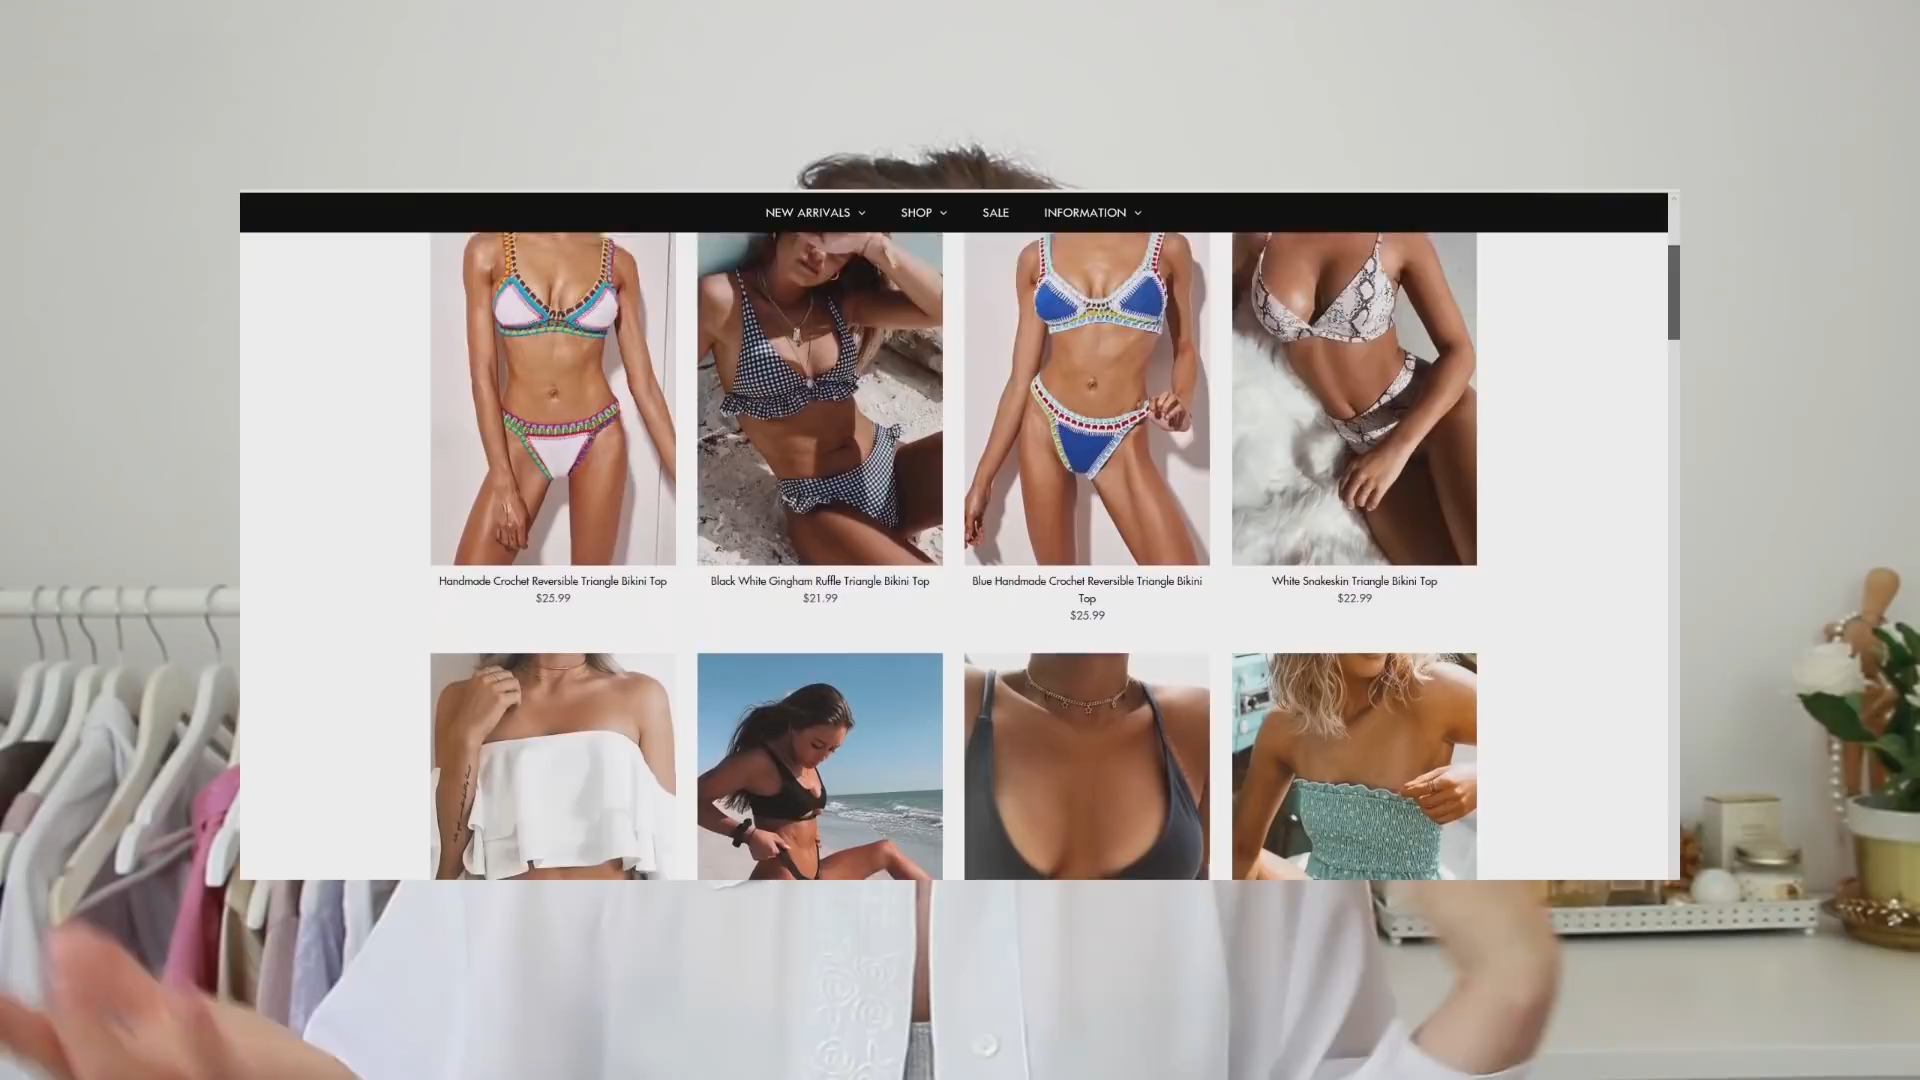 NEW ARRIVALS
SHOP
SALE
INFORMATION
Handmade Crochet Reversible Triangle Bikini Top
$25.99
Black White Gingham Ruffle Triangle Bikini Top
$21.99
Blue Handmade Crochet Reversible Triangle Bikini
Top
$25.99
White Snakeskin Triangle Bikini Top
$22.99